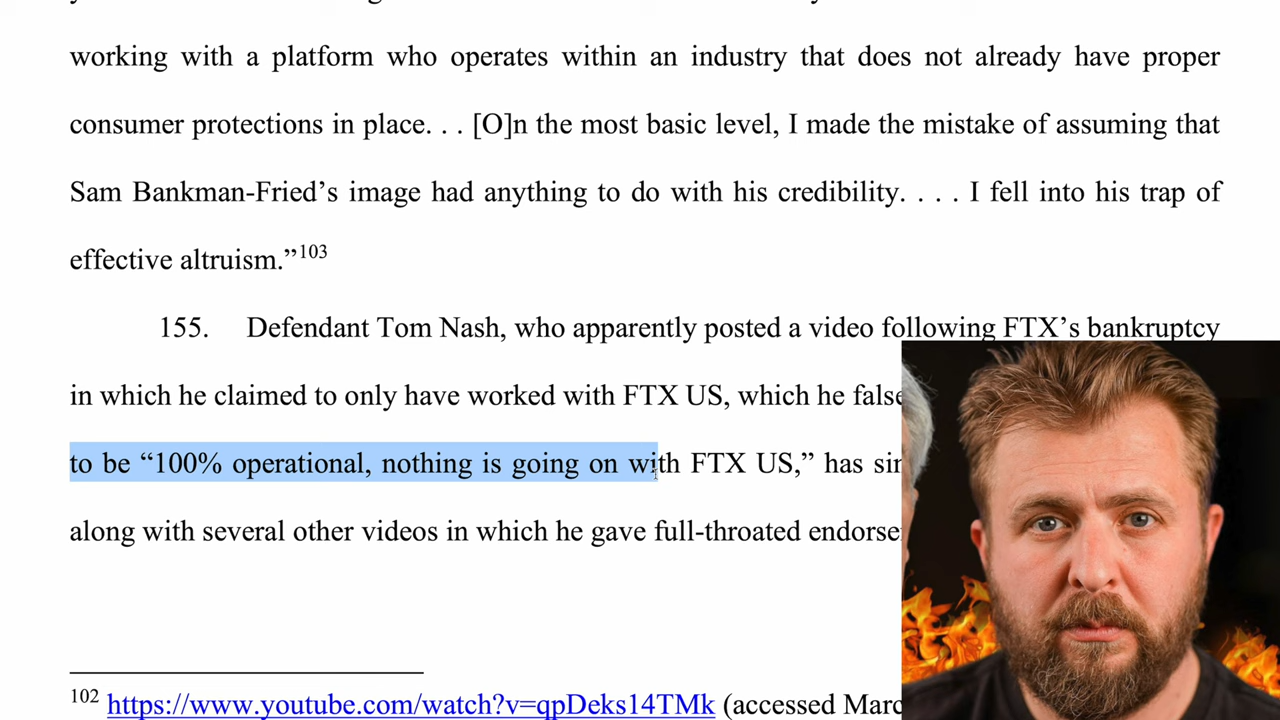 working with a platform who operates within an industry that does not already have proper
consumer protections in place. . . [O]n the most basic level, I made the mistake of assuming that
Sam Bankman-Fried’s image had anything to do with his credibility. . . . I fell into his trap of
effective altruism.”103
155. Defendant Tom Nash, who apparently posted a video following FTX’s bankruptcy
in which he claimed to only have worked with FTX US, which he
to be “100% operational, nothing is going on with FTX US,” has
along with several other videos in which he gave full-throated
102 https://www.youtube.com/watch?v=qpDeks14TMk (accessed